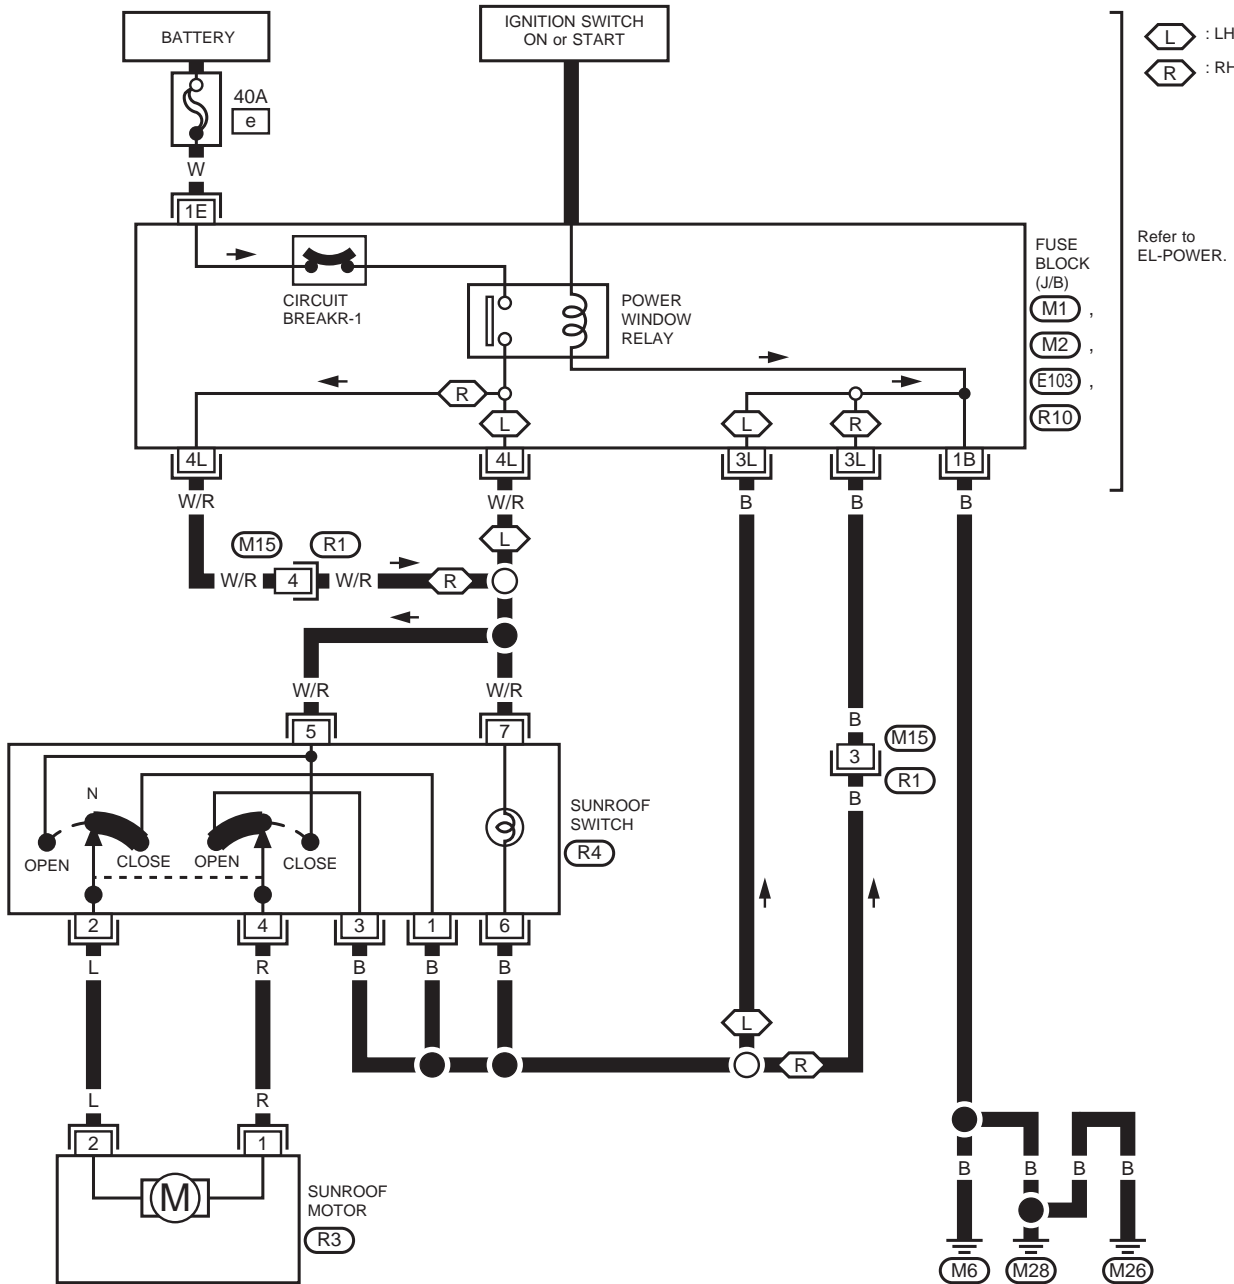 BATTERY
IGNITION SWITCH
ON or START
L : LH
R : RH
40A
e
W
1E
CIRCUIT
BREAKR-1
POWER
WINDOW
RELAY
FUSE
BLOCK
(J/B)
M1 ,
M2 ,
E103 ,
R10
Refer to
EL-POWER.
R
L
L
R
4L
4L
3L
3L
1B
W/R
W/R
B
B
B
M15
R1
L
W/R
4
W/R
R
W/R
W/R
5
7
B
3
M15
R1
B
N
OPEN
CLOSE
OPEN
CLOSE
SUNROOF
SWITCH
R4
2
4
3
1
6
L
R
B
B
B
L
R
L
R
2
1
M
SUNROOF
MOTOR
R3
B
B
B
B
M6
M28
M26